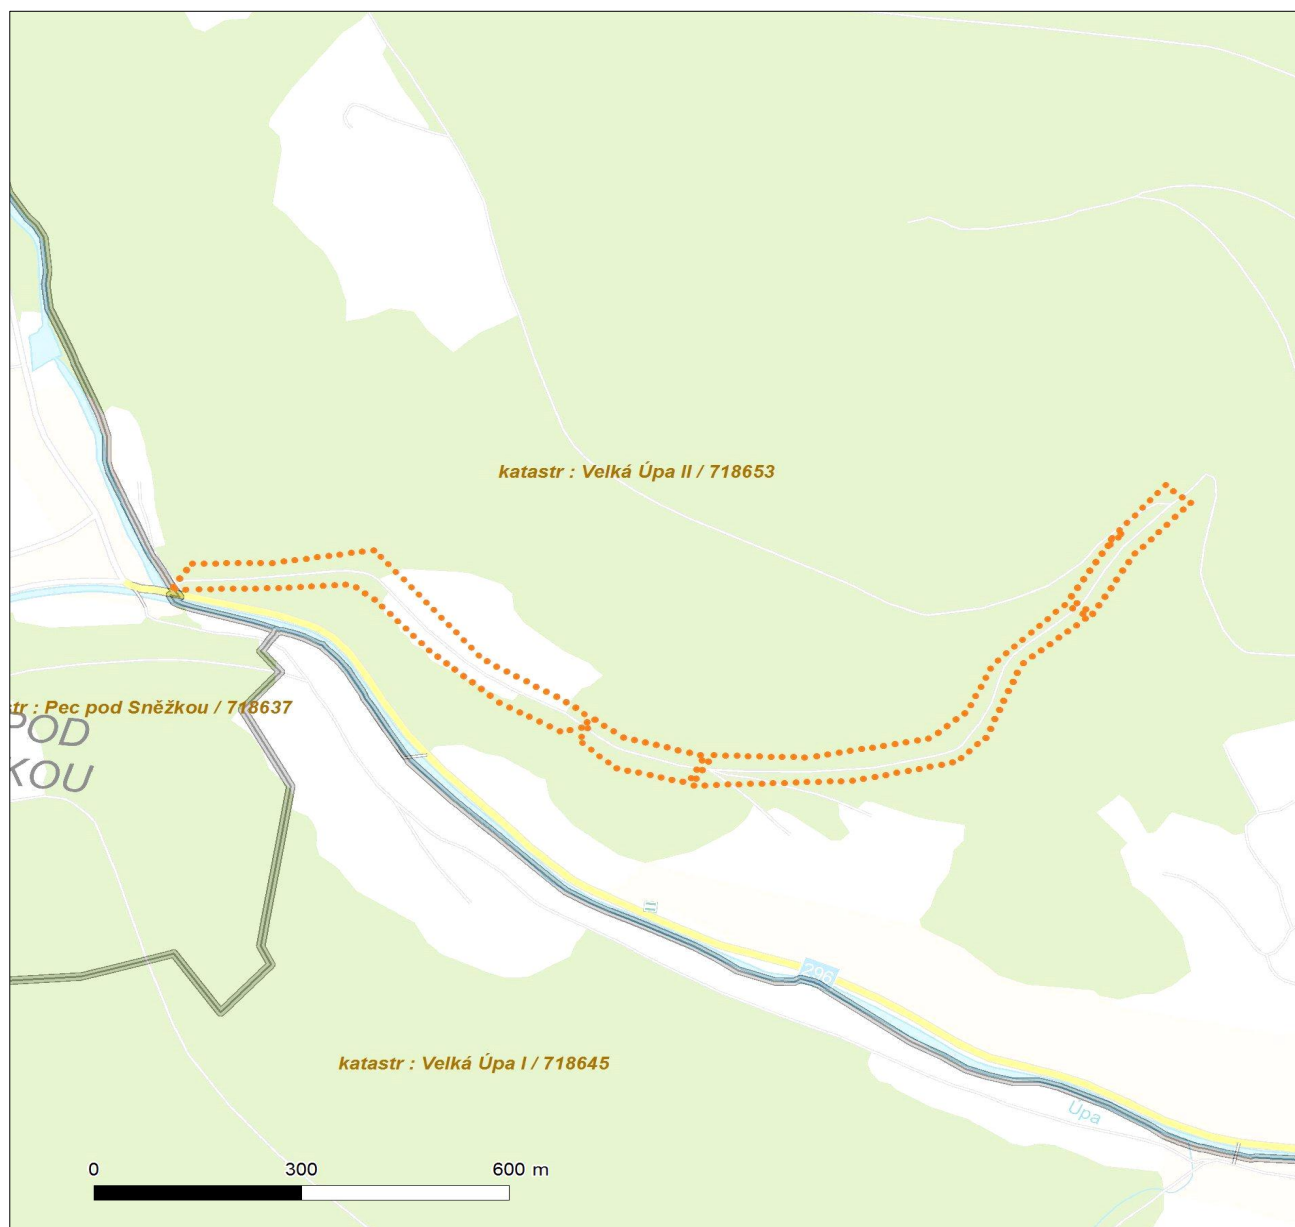 katastr : Velká Úpa II / 718653
str : Pec pod Sněžkou / 718637
POD
KOU
296
katastr : Velká Úpa I / 718645
Úpa
0 300 600 m